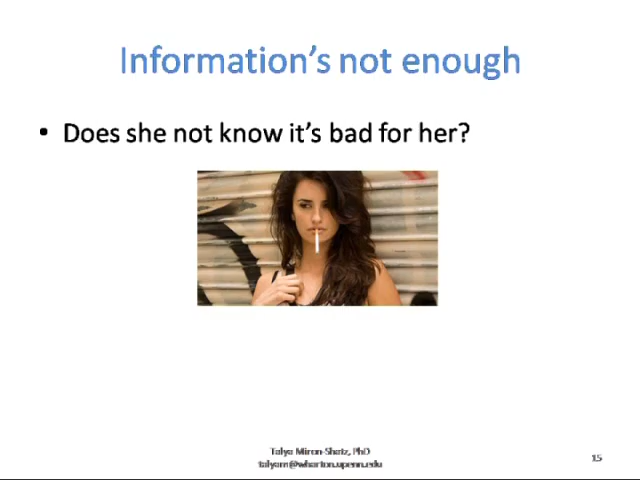 Information's not enough
• Does she not know it's bad for her?
Talya Miron-Shatz, PhD
talyam@wharton.upenn.edu
15